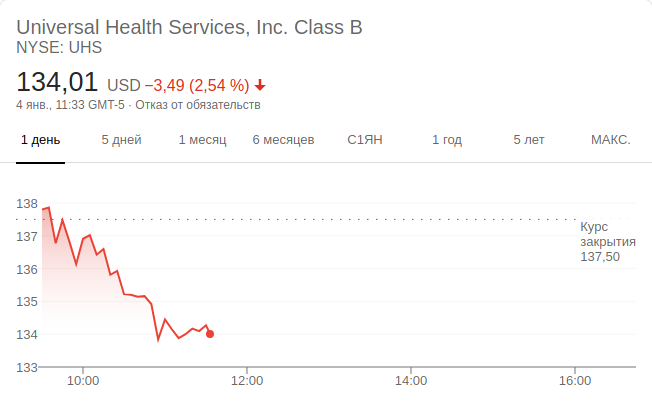 Universal Health Services, Inc. Class B
NYSE: UHS
134,01 USD −3,49 (2,54 %)
4 янв., 11:33 GMT-5 · Отказ от обязательств
1 день 5 дней 1 месяц 6 месяцев С1ЯН 1 год 5 лет МАКС.
138
137
136
135
134
133
Курс
закрытия
137,50
10:00 12:00 14:00 16:00